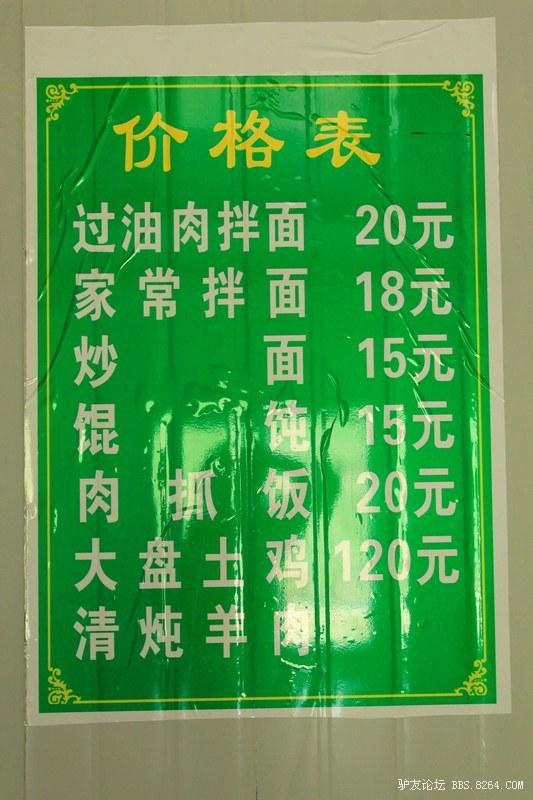 价格表
过油肉拌面 20元
家常拌面 18元
炒面 15元
馄饨 15元
肉抓饭 20元
大盘土鸡 120元
清炖羊肉
驴友论坛 BBS.8264.com